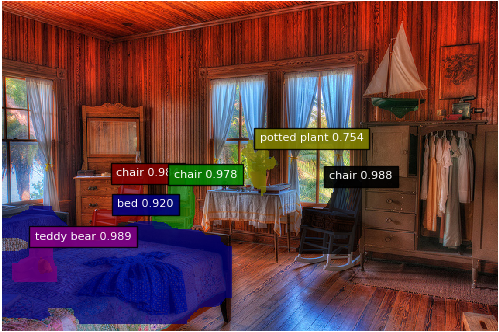 potted plant 0.754
chair 0.98
chair 0.978
chair 0.988
bed 0.920
teddy bear 0.989